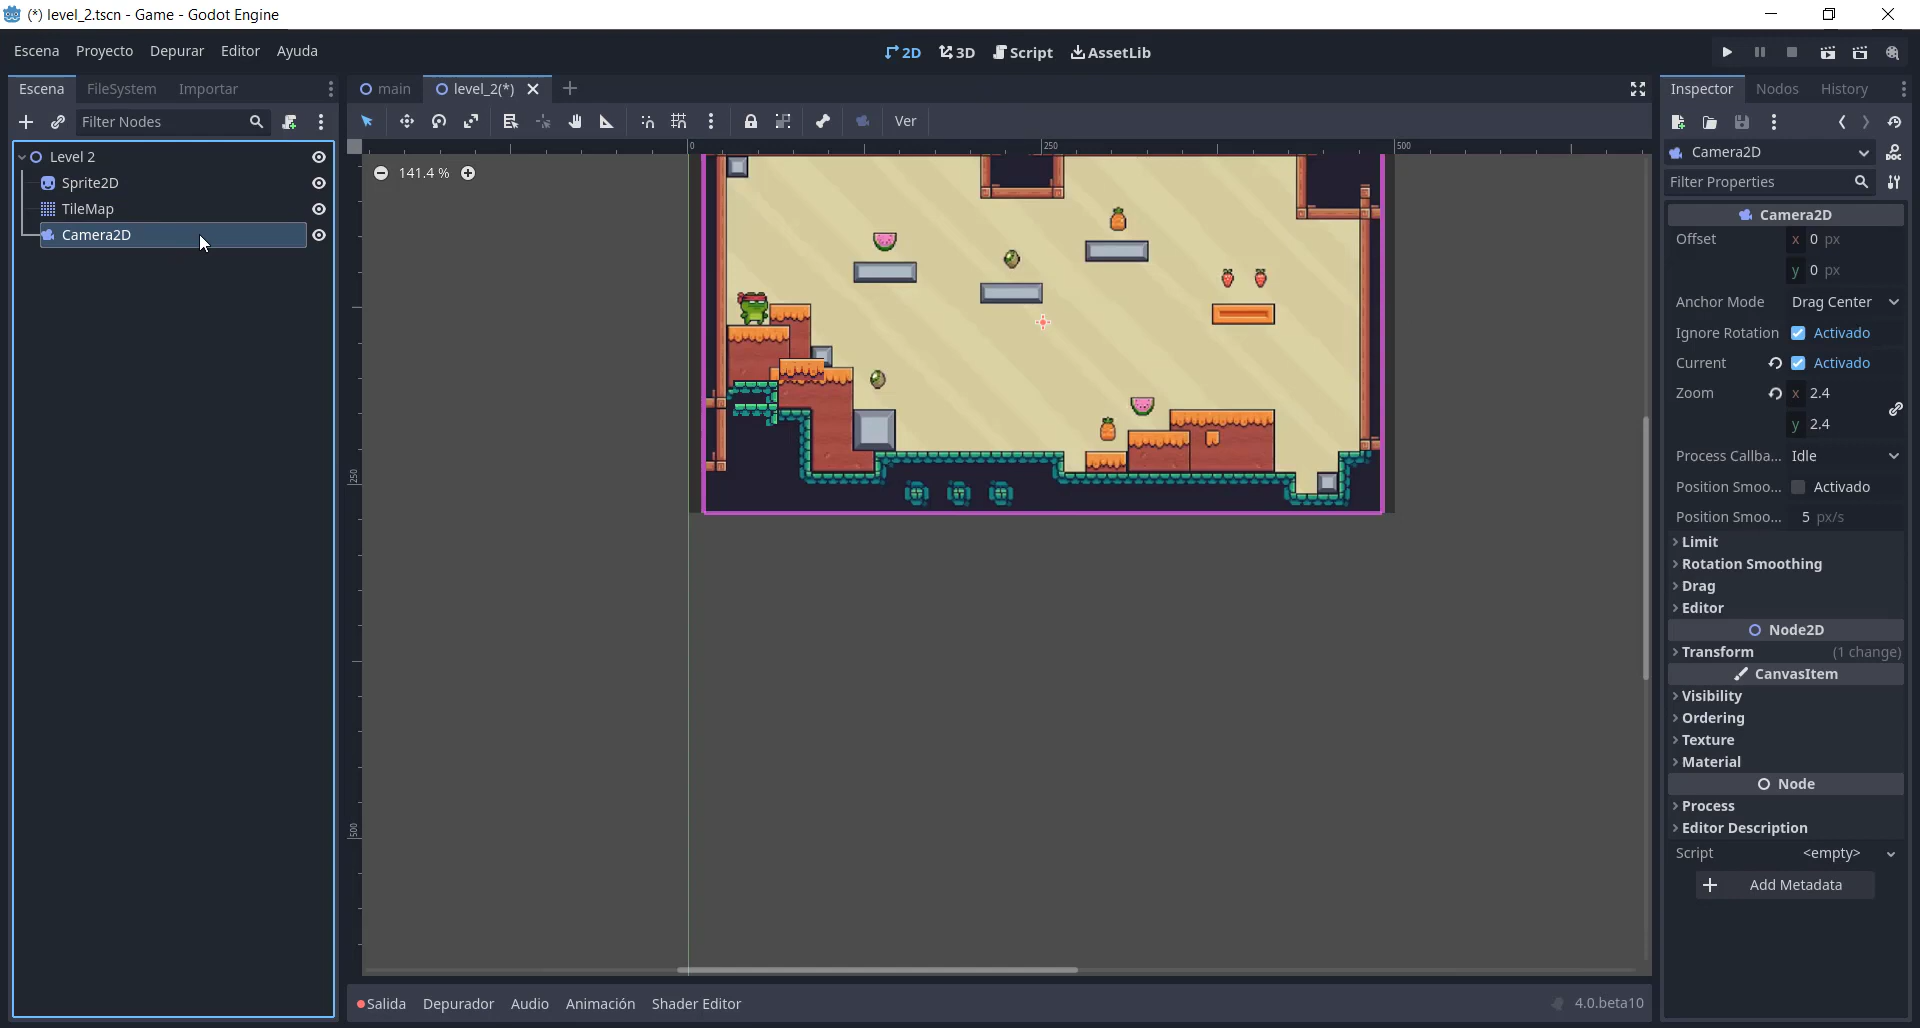 (*) level_2.tscn - Game - Godot Engine
Escena Proyecto Depurar Editor Ayuda
2D 3D Script AssetLib
Escena FileSystem Importar
main level_2(*)
Inspector Nodos History
Filter Nodes
Ver
Camera2D
DOC
Filter Properties
Level 2
Sprite2D
TileMap
Camera2D
0 250 500
141.4 %
250
500
Camera2D
Offset x 0 px
y 0 px
Anchor Mode Drag Center
Ignore Rotation Activado
Current Activado
Zoom x 2.4
y 2.4
Process Callba... Idle
Position Smoo... Activado
Position Smoo... 5 px/s
Limit
Rotation Smoothing
Drag
Editor
Node2D
Transform (1 change)
CanvasItem
Visibility
Ordering
Texture
Material
Node
Process
Editor Description
Script <empty>
Add Metadata
Salida Depurador Audio Animación Shader Editor
4.0.beta10